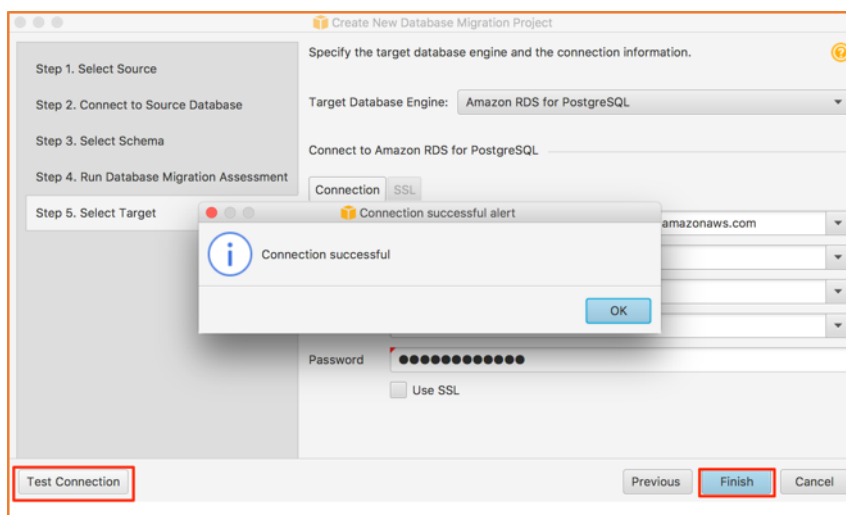 Create New Database Migration Project
Step 1. Select Source
Step 2. Connect to Source Database
Step 3. Select Schema
Step 4. Run Database Migration Assessment
Step 5. Select Target
Specify the target database engine and the connection information.
Target Database Engine: Amazon RDS for PostgreSQL
Connect to Amazon RDS for PostgreSQL
Connection SSL
amazonaws.com
Connection successful alert
Connection successful
OK
Password
Use SSL
Test Connection Previous Finish Cancel